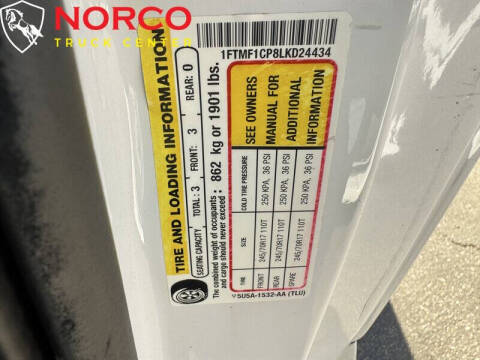 NORCO
TRUCK CENTER
1FTMF1CP8LKD24434
TIRE AND LOADING INFORMATION
SEATING CAPACITY TOTAL: 3 FRONT: 3 REAR: 0
The combined weight of occupants and cargo should never exceed : 862 kg or 1901 lbs.
TIRE SIZE COLD TIRE PRESSURE
FRONT 245/70R17 110T 250 KPA, 36 PSI
REAR 245/70R17 110T 250 KPA, 36 PSI
SPARE 245/70R17 110T 250 KPA, 36 PSI
SEE OWNERS
MANUAL FOR
ADDITIONAL
INFORMATION
5U5A-1532-AA (TLU)